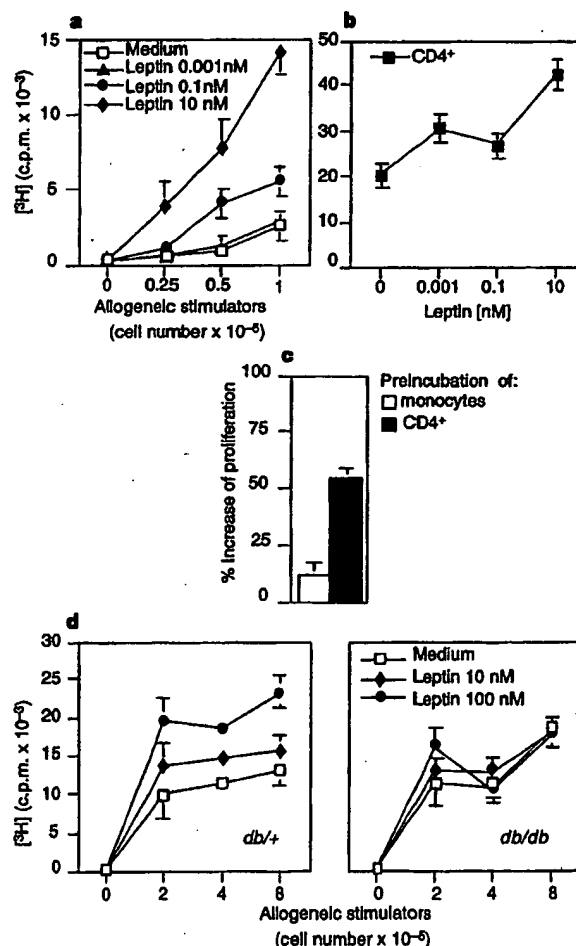 a
15
10
5
0
[³H] (c.p.m. x 10⁻³)
Medium
Leptin 0.001nM
Leptin 0.1nM
Leptin 10 nM
0 0.25 0.5 1
Allogeneic stimulators
(cell number x 10⁻⁵)
b
50
40
30
20
10
0
CD4⁺
0 0.001 0.1 10
Leptin [nM]
c
100
75
50
25
0
% Increase of proliferation
Preincubation of:
monocytes
CD4⁺
d
30
25
20
15
10
5
0
[³H] (c.p.m. x 10⁻³)
db/+
0 2 4 8
Medium
Leptin 10 nM
Leptin 100 nM
db/db
0 2 4 8
Allogeneic stimulators
(cell number x 10⁻⁵)